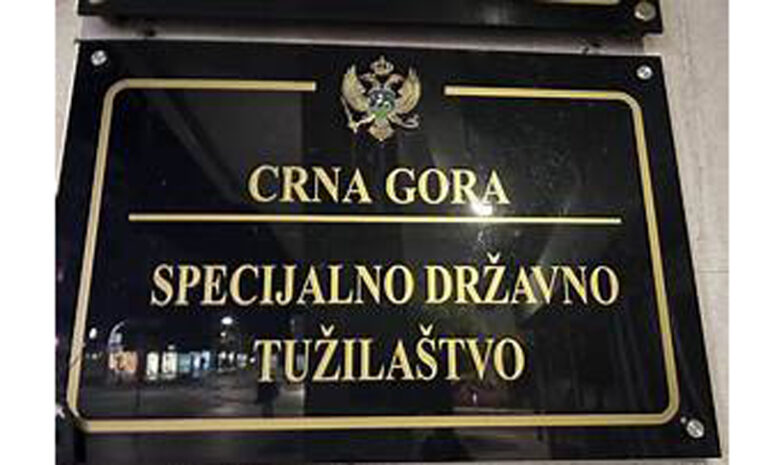 CRNA GORA
SPECIJALNO DRŽAVNO
TUŽILAŠTVO